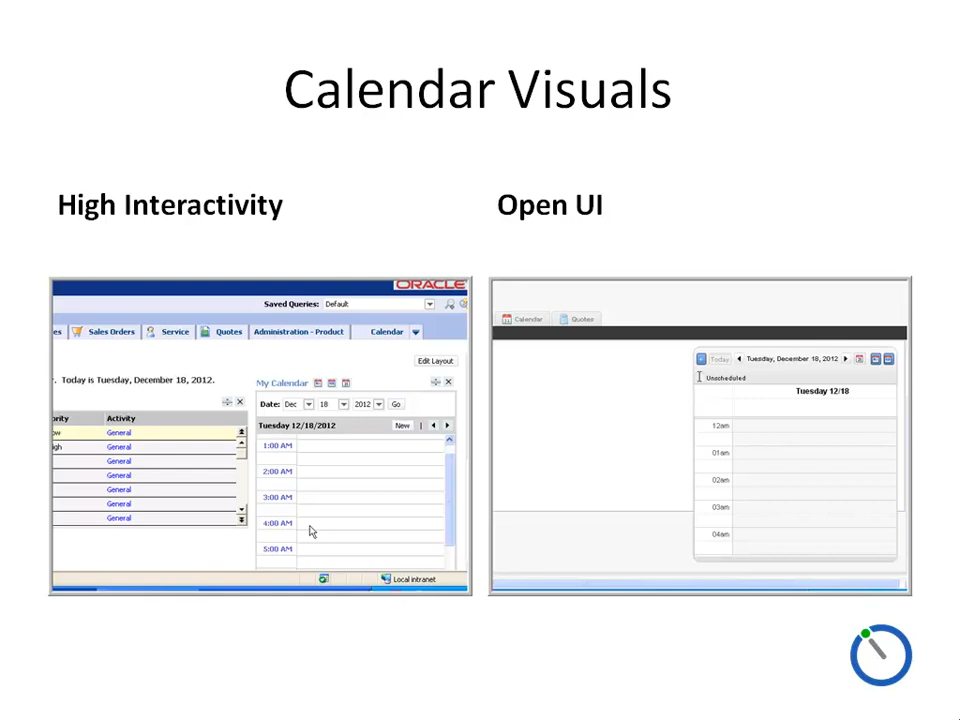 Calendar Visuals
High Interactivity
Open UI
ORACLE
Saved Queries: Default
es Sales Orders Service Quotes Administration - Product Calendar
Edit Layout
. Today is Tuesday, December 18, 2012.
My Calendar
Date: Dec 18 2012 Go
ority Activity
Tuesday 12/18/2012 New
ow General
igh General
General
General
General
General
General
1:00 AM
2:00 AM
3:00 AM
4:00 AM
5:00 AM
Local intranet
Calendar Quotes
Today Tuesday, December 18, 2012
Unscheduled
Tuesday 12/18
12am
01am
02am
03am
04am